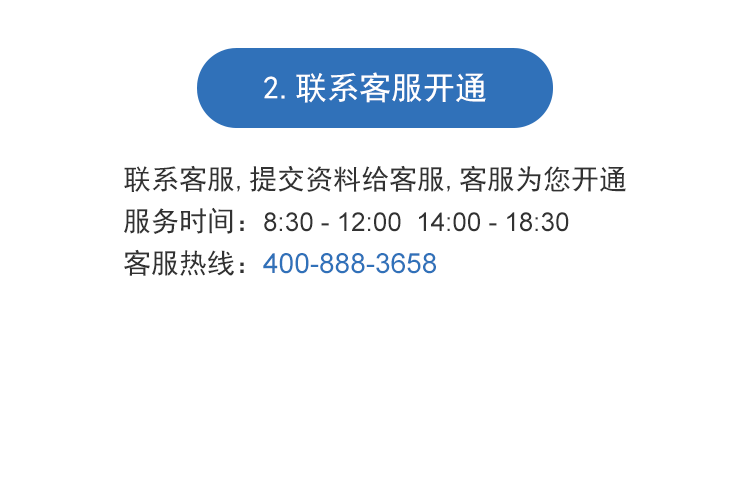 2.联系客服开通
联系客服,提交资料给客服,客服为您开通
服务时间：8:30 - 12:00  14:00 - 18:30
客服热线：400-888-3658